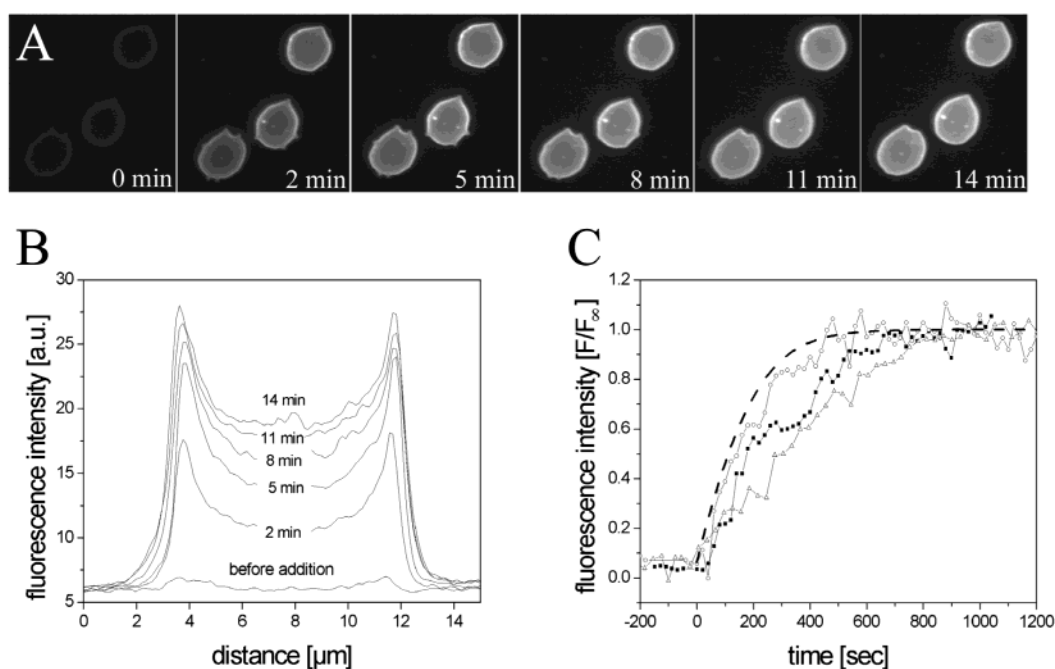 A
0 min
2 min
5 min
8 min
11 min
14 min
B
fluorescence intensity [a.u.]
30
25
20
15
10
5
14 min
11 min
8 min
5 min
2 min
before addition
0 2 4 6 8 10 12 14
distance [µm]
C
fluorescence intensity [F/F∞]
1.2
1.0
0.8
0.6
0.4
0.2
0.0
-200 0 200 400 600 800 1000 1200
time [sec]